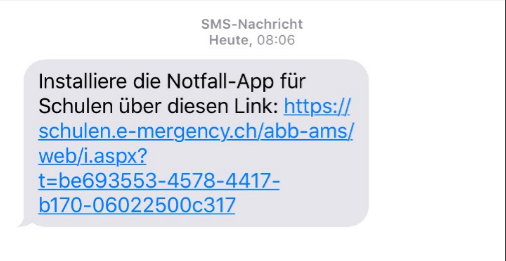 SMS-Nachricht
Heute, 08:06
Installiere die Notfall-App für
Schulen über diesen Link: https://
schulen.e-mergency.ch/abb-ams/
web/i.aspx?
t=be693553-4578-4417-
b170-06022500c317